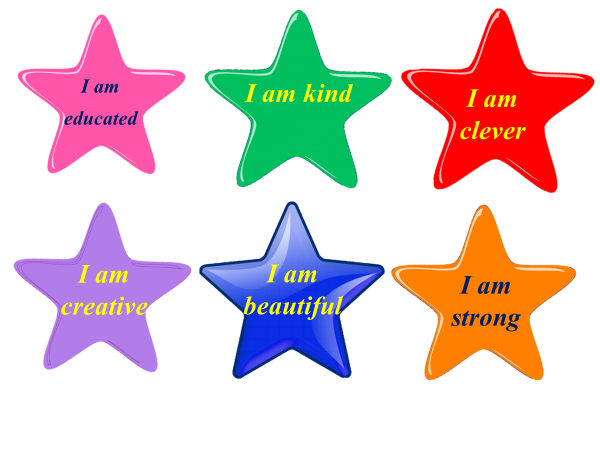 I am
educated
I am kind
I am
clever
I am
creative
I am
beautiful
I am
strong